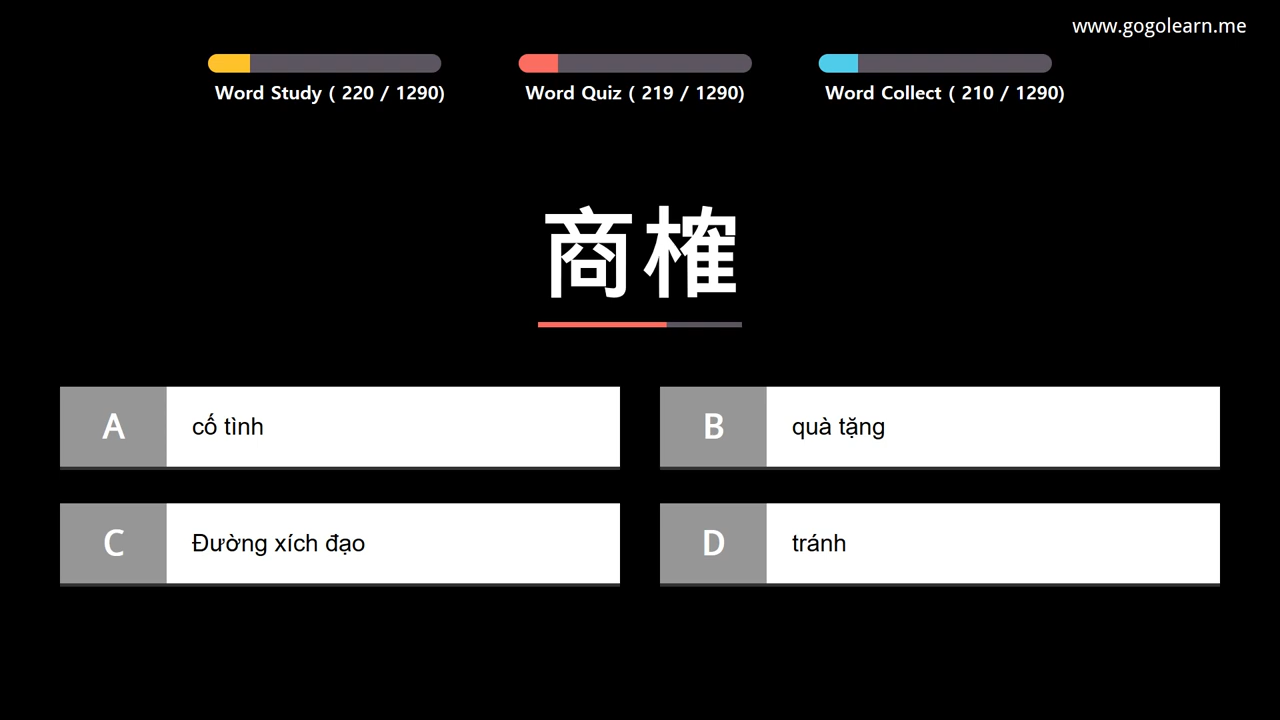 www.gogolearn.me
Word Study ( 220 / 1290)
Word Quiz ( 219 / 1290)
Word Collect ( 210 / 1290)
商榷
A cố tình
B quà tặng
C Đường xích đạo
D tránh